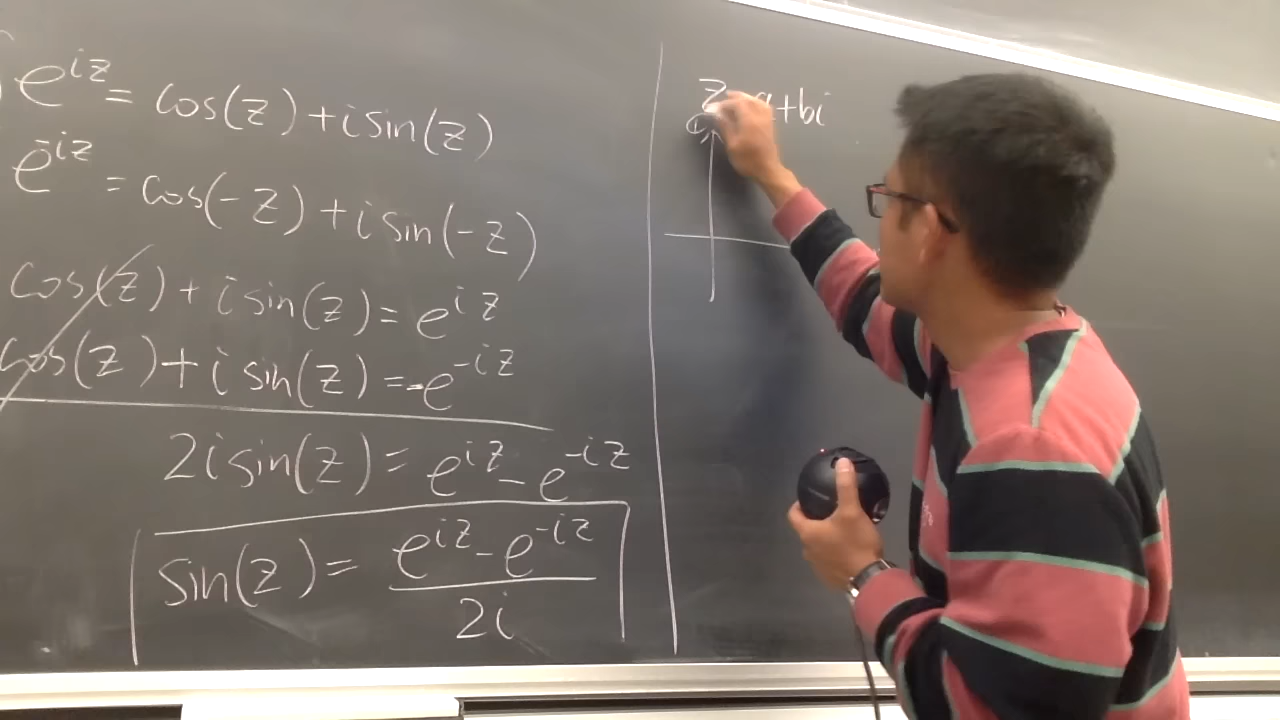 e^{iz} = cos(z) + i sin(z)
e^{-iz} = cos(-z) + i sin(-z)
cos(z) + i sin(z) = e^{iz}
cos(z) + i sin(z) = -e^{-iz}
2i sin(z) = e^{iz} - e^{-iz}
sin(z) = \frac{e^{iz} - e^{-iz}}{2i}
z a+bi